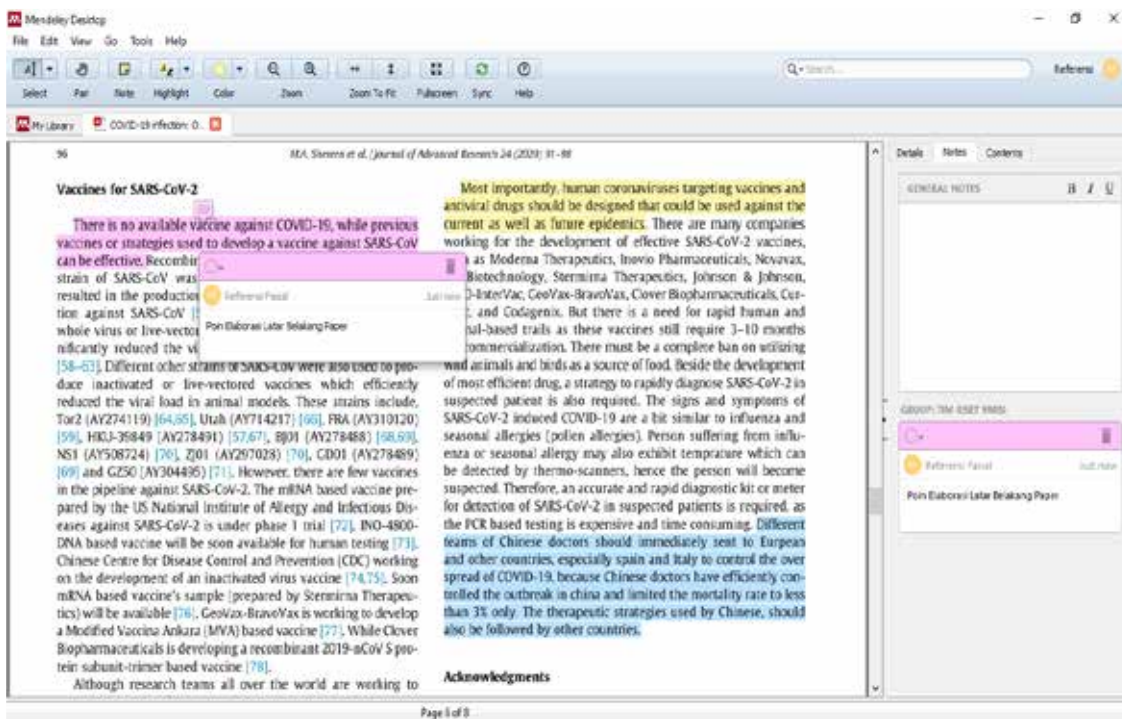 Mendeley Desktop
File Edit View Go Tools Help
Select Pan Note Highlight Color Zoom Zoom To Fit Fullscreen Sync Help
Referensi
My Library COVID-19 infection: O...
96
M.A. Shereen et al. / Journal of Advanced Research 24 (2020) 91–98
Vaccines for SARS-CoV-2
There is no available vaccine against COVID-19, while previous
vaccines or strategies used to develop a vaccine against SARS-CoV
can be effective. Recombin
strain of SARS-CoV was
resulted in the production
tion against SARS-CoV
whole virus or live-vecto
nificantly reduced the vi
[58–63]. Different other strains of SARS-CoV were also used to pro-
duce inactivated or live-vectored vaccines which efficiently
reduced the viral load in animal models. These strains include,
Tor2 (AY274119) [64,65], Utah (AY714217) [66], FRA (AY310120)
[59], HKU-39849 (AY278491) [57,67], BJ01 (AY278488) [68,69],
NS1 (AY508724) [70], ZJ01 (AY297028) [70], GD01 (AY278489)
[69] and GZ50 (AY304495) [71]. However, there are few vaccines
in the pipeline against SARS-CoV-2. The mRNA based vaccine pre-
pared by the US National Institute of Allergy and Infectious Dis-
eases against SARS-CoV-2 is under phase 1 trial [72]. INO-4800-
DNA based vaccine will be soon available for human testing [73].
Chinese Centre for Disease Control and Prevention (CDC) working
on the development of an inactivated virus vaccine [74,75]. Soon
mRNA based vaccine's sample (prepared by Stermirna Therapeu-
tics) will be available [76]. GeoVax-BravoVax is working to develop
a Modified Vaccina Ankara (MVA) based vaccine [77]. While Clover
Biopharmaceuticals is developing a recombinant 2019-nCoV S pro-
tein subunit-trimer based vaccine [78].
Although research teams all over the world are working to
Referensi Faisal Just now
Poin Elaborasi Latar Belakang Paper
Most importantly, human coronaviruses targeting vaccines and
antiviral drugs should be designed that could be used against the
current as well as future epidemics. There are many companies
working for the development of effective SARS-CoV-2 vaccines,
as Moderna Therapeutics, Inovio Pharmaceuticals, Novavax,
Biotechnology, Stermirna Therapeutics, Johnson & Johnson,
-InterVac, GeoVax-BravoVax, Clover Biopharmaceuticals, Cur-
, and Codagenix. But there is a need for rapid human and
nal-based trails as these vaccines still require 3–10 months
commercialization. There must be a complete ban on utilizing
wild animals and birds as a source of food. Beside the development
of most efficient drug, a strategy to rapidly diagnose SARS-CoV-2 in
suspected patient is also required. The signs and symptoms of
SARS-CoV-2 induced COVID-19 are a bit similar to influenza and
seasonal allergies (pollen allergies). Person suffering from influ-
enza or seasonal allergy may also exhibit temprature which can
be detected by thermo-scanners, hence the person will become
suspected. Therefore, an accurate and rapid diagnostic kit or meter
for detection of SARS-CoV-2 in suspected patients is required, as
the PCR based testing is expensive and time consuming. Different
teams of Chinese doctors should immediately sent to Eurpean
and other countries, especially spain and Italy to control the over
spread of COVID-19, because Chinese doctors have efficiently con-
trolled the outbreak in china and limited the mortality rate to less
than 3% only. The therapeutic strategies used by Chinese, should
also be followed by other countries.
Acknowledgments
Details Notes Contents
GENERAL NOTES B I U
GROUP: TIM RISET
Referensi Faisal Just now
Poin Elaborasi Latar Belakang Paper